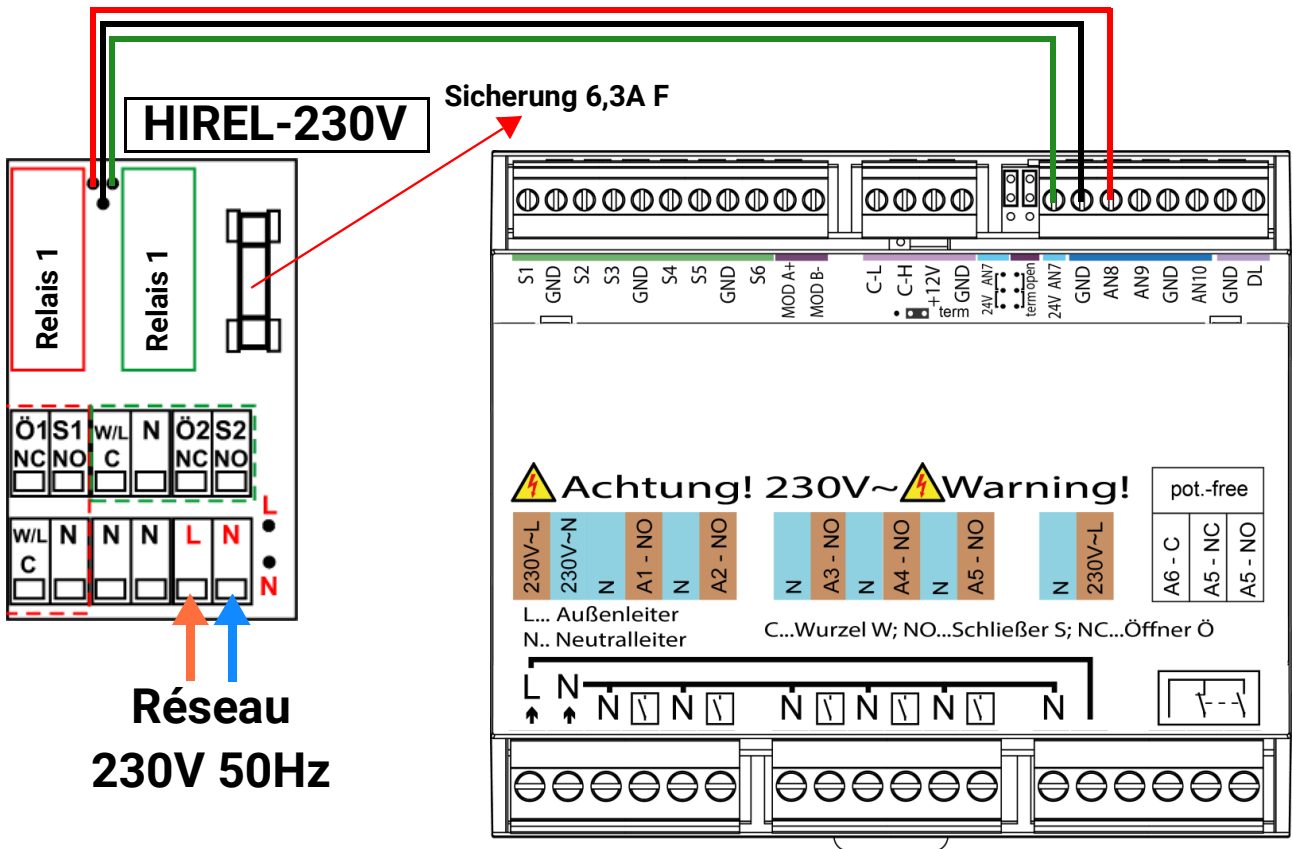 Sicherung 6,3A F
HIREL-230V
Relais 1
Relais 1
Ö1 S1 W/L N Ö2 S2
NC NO C NC NO
L
W/L N N N L N
C
N
Réseau
230V 50Hz
S1 GND S2 S3 GND S4 S5 GND S6 MOD A+ MOD B- C-L C-H +12V GND 24V AN7 term open 24V AN7 GND AN8 AN9 GND AN10 GND DL
term
Achtung! 230V~ Warning!
pot.-free
230V~L 230V~N N A1 - NO N A2 - NO N A3 - NO N A4 - NO N A5 - NO N 230V~L A6 - C A5 - NC A5 - NO
L... Außenleiter
N.. Neutralleiter
C...Wurzel W; NO...Schließer S; NC...Öffner Ö
L N N N N N N N